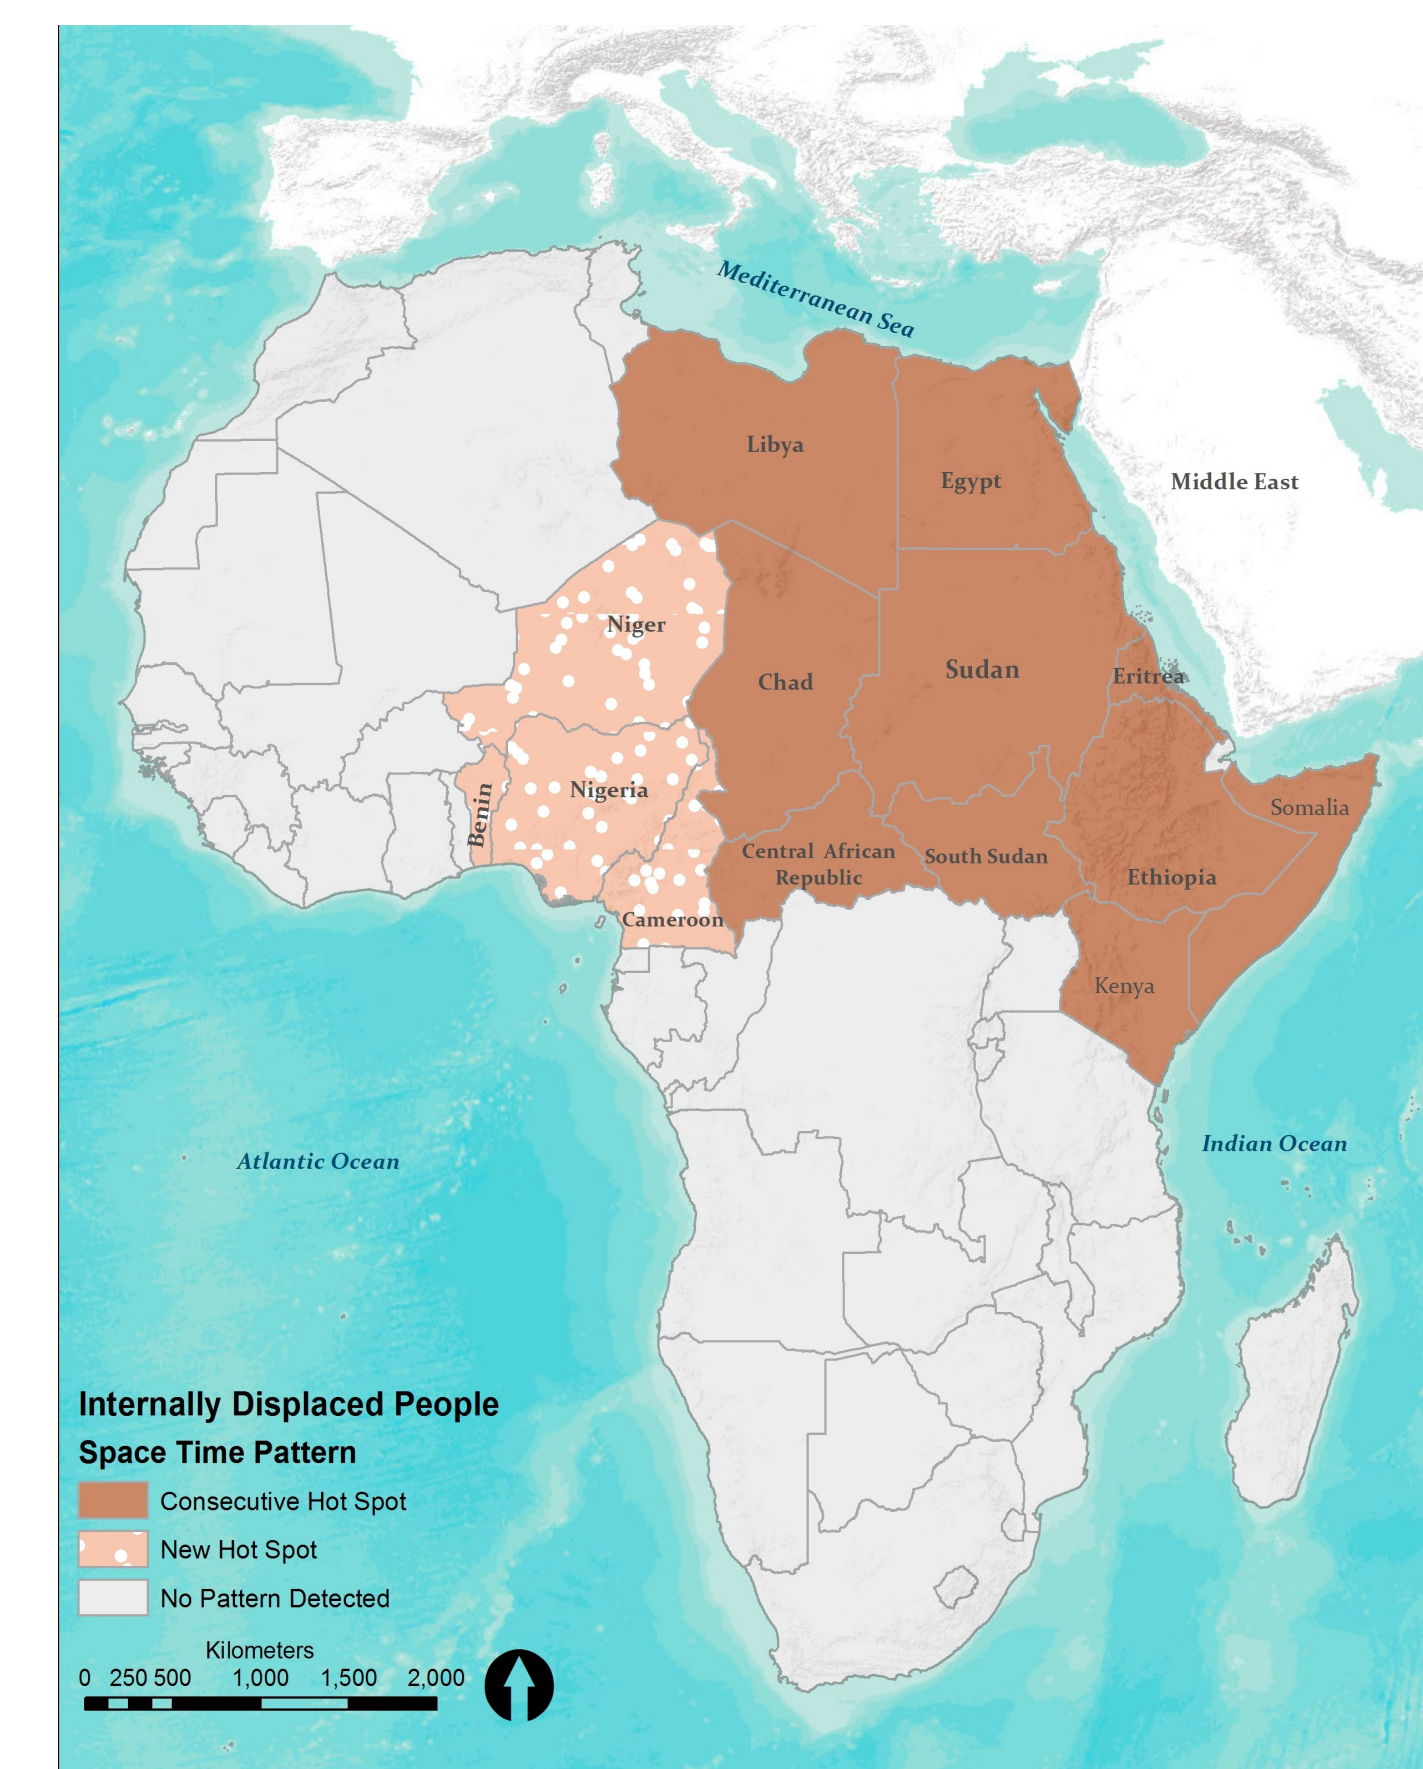 Mediterranean Sea
Libya
Egypt
Middle East
Niger
Chad
Sudan
Eritrea
Nigeria
Benin
Somalia
Central African
Republic
South Sudan
Ethiopia
Cameroon
Kenya
Atlantic Ocean
Indian Ocean
Internally Displaced People
Space Time Pattern
Consecutive Hot Spot
New Hot Spot
No Pattern Detected
Kilometers
0 250 500 1,000 1,500 2,000